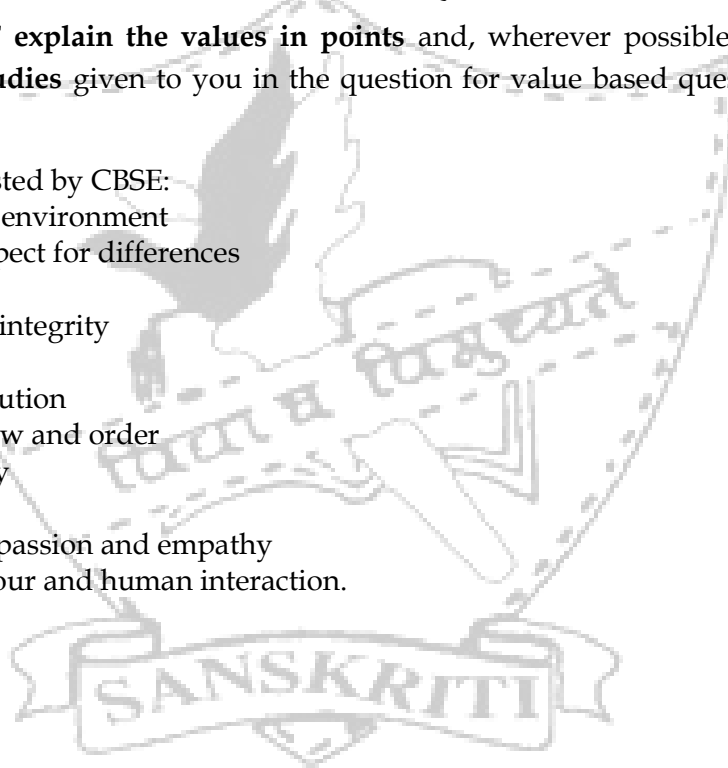 explain the values in points and, wherever possible
udies given to you in the question for value based que
sted by CBSE:
environment
pect for differences
integrity
ution
w and order
y
passion and empathy
our and human interaction.
विद्या च विमुच्यते
SANSKRITI